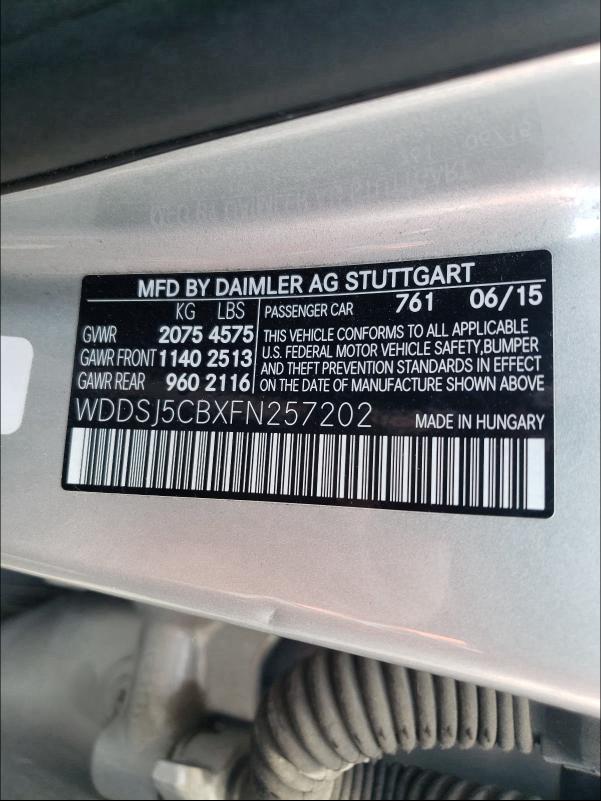 MFD BY DAIMLER AG STUTTGART
KG LBS
GVWR 2075 4575
GAWR FRONT 1140 2513
GAWR REAR 960 2116
PASSENGER CAR 761 06/15
THIS VEHICLE CONFORMS TO ALL APPLICABLE
U.S. FEDERAL MOTOR VEHICLE SAFETY,BUMPER
AND THEFT PREVENTION STANDARDS IN EFFECT
ON THE DATE OF MANUFACTURE SHOWN ABOVE
WDDSJ5CBXFN257202
MADE IN HUNGARY